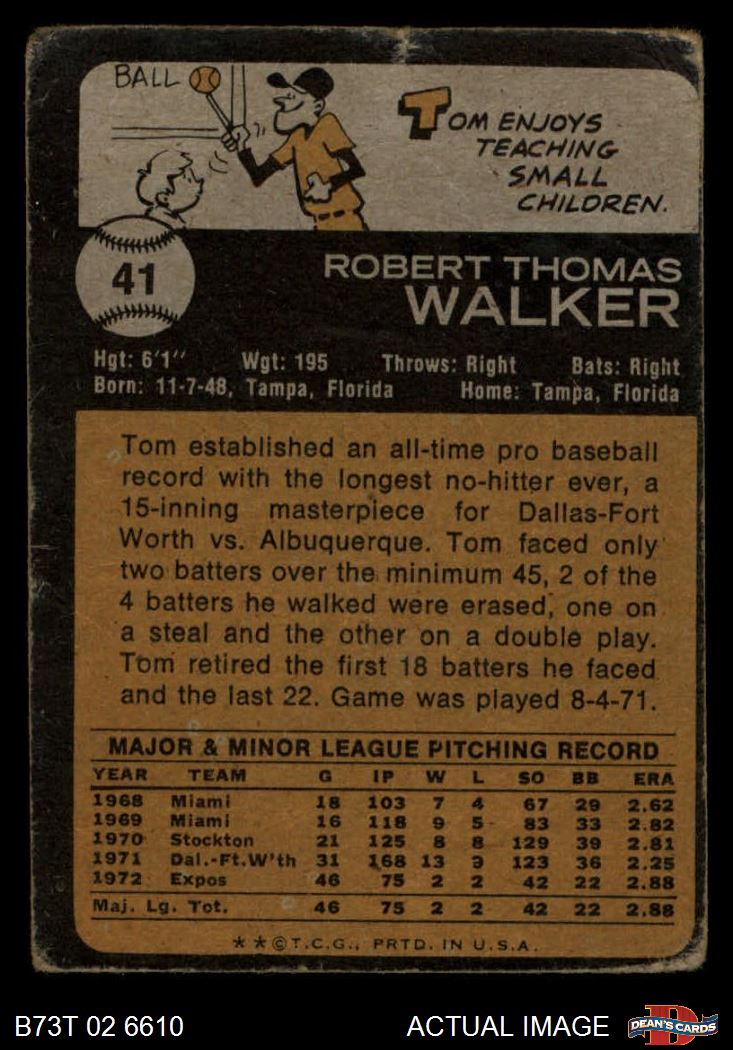 BALL
TOM ENJOYS
TEACHING
SMALL
CHILDREN.
41
ROBERT THOMAS
WALKER
Hgt: 6'1" Wgt: 195 Throws: Right Bats: Right
Born: 11-7-48, Tampa, Florida Home: Tampa, Florida
Tom established an all-time pro baseball
record with the longest no-hitter ever, a
15-inning masterpiece for Dallas-Fort
Worth vs. Albuquerque. Tom faced only
two batters over the minimum 45, 2 of the
4 batters he walked were erased, one on
a steal and the other on a double play.
Tom retired the first 18 batters he faced
and the last 22. Game was played 8-4-71.
MAJOR & MINOR LEAGUE PITCHING RECORD
YEAR TEAM G IP W L SO BB ERA
1968 Miami 18 103 7 4 67 29 2.62
1969 Miami 16 118 9 5 83 33 2.82
1970 Stockton 21 125 8 8 129 39 2.81
1971 Dal.-Ft.W'th 31 168 13 9 123 36 2.25
1972 Expos 46 75 2 2 42 22 2.88
Maj. Lg. Tot. 46 75 2 2 42 22 2.88
**©T.C.G., PRTD. IN U.S.A.
B73T 02 6610 ACTUAL IMAGE DEAN'S CARDS